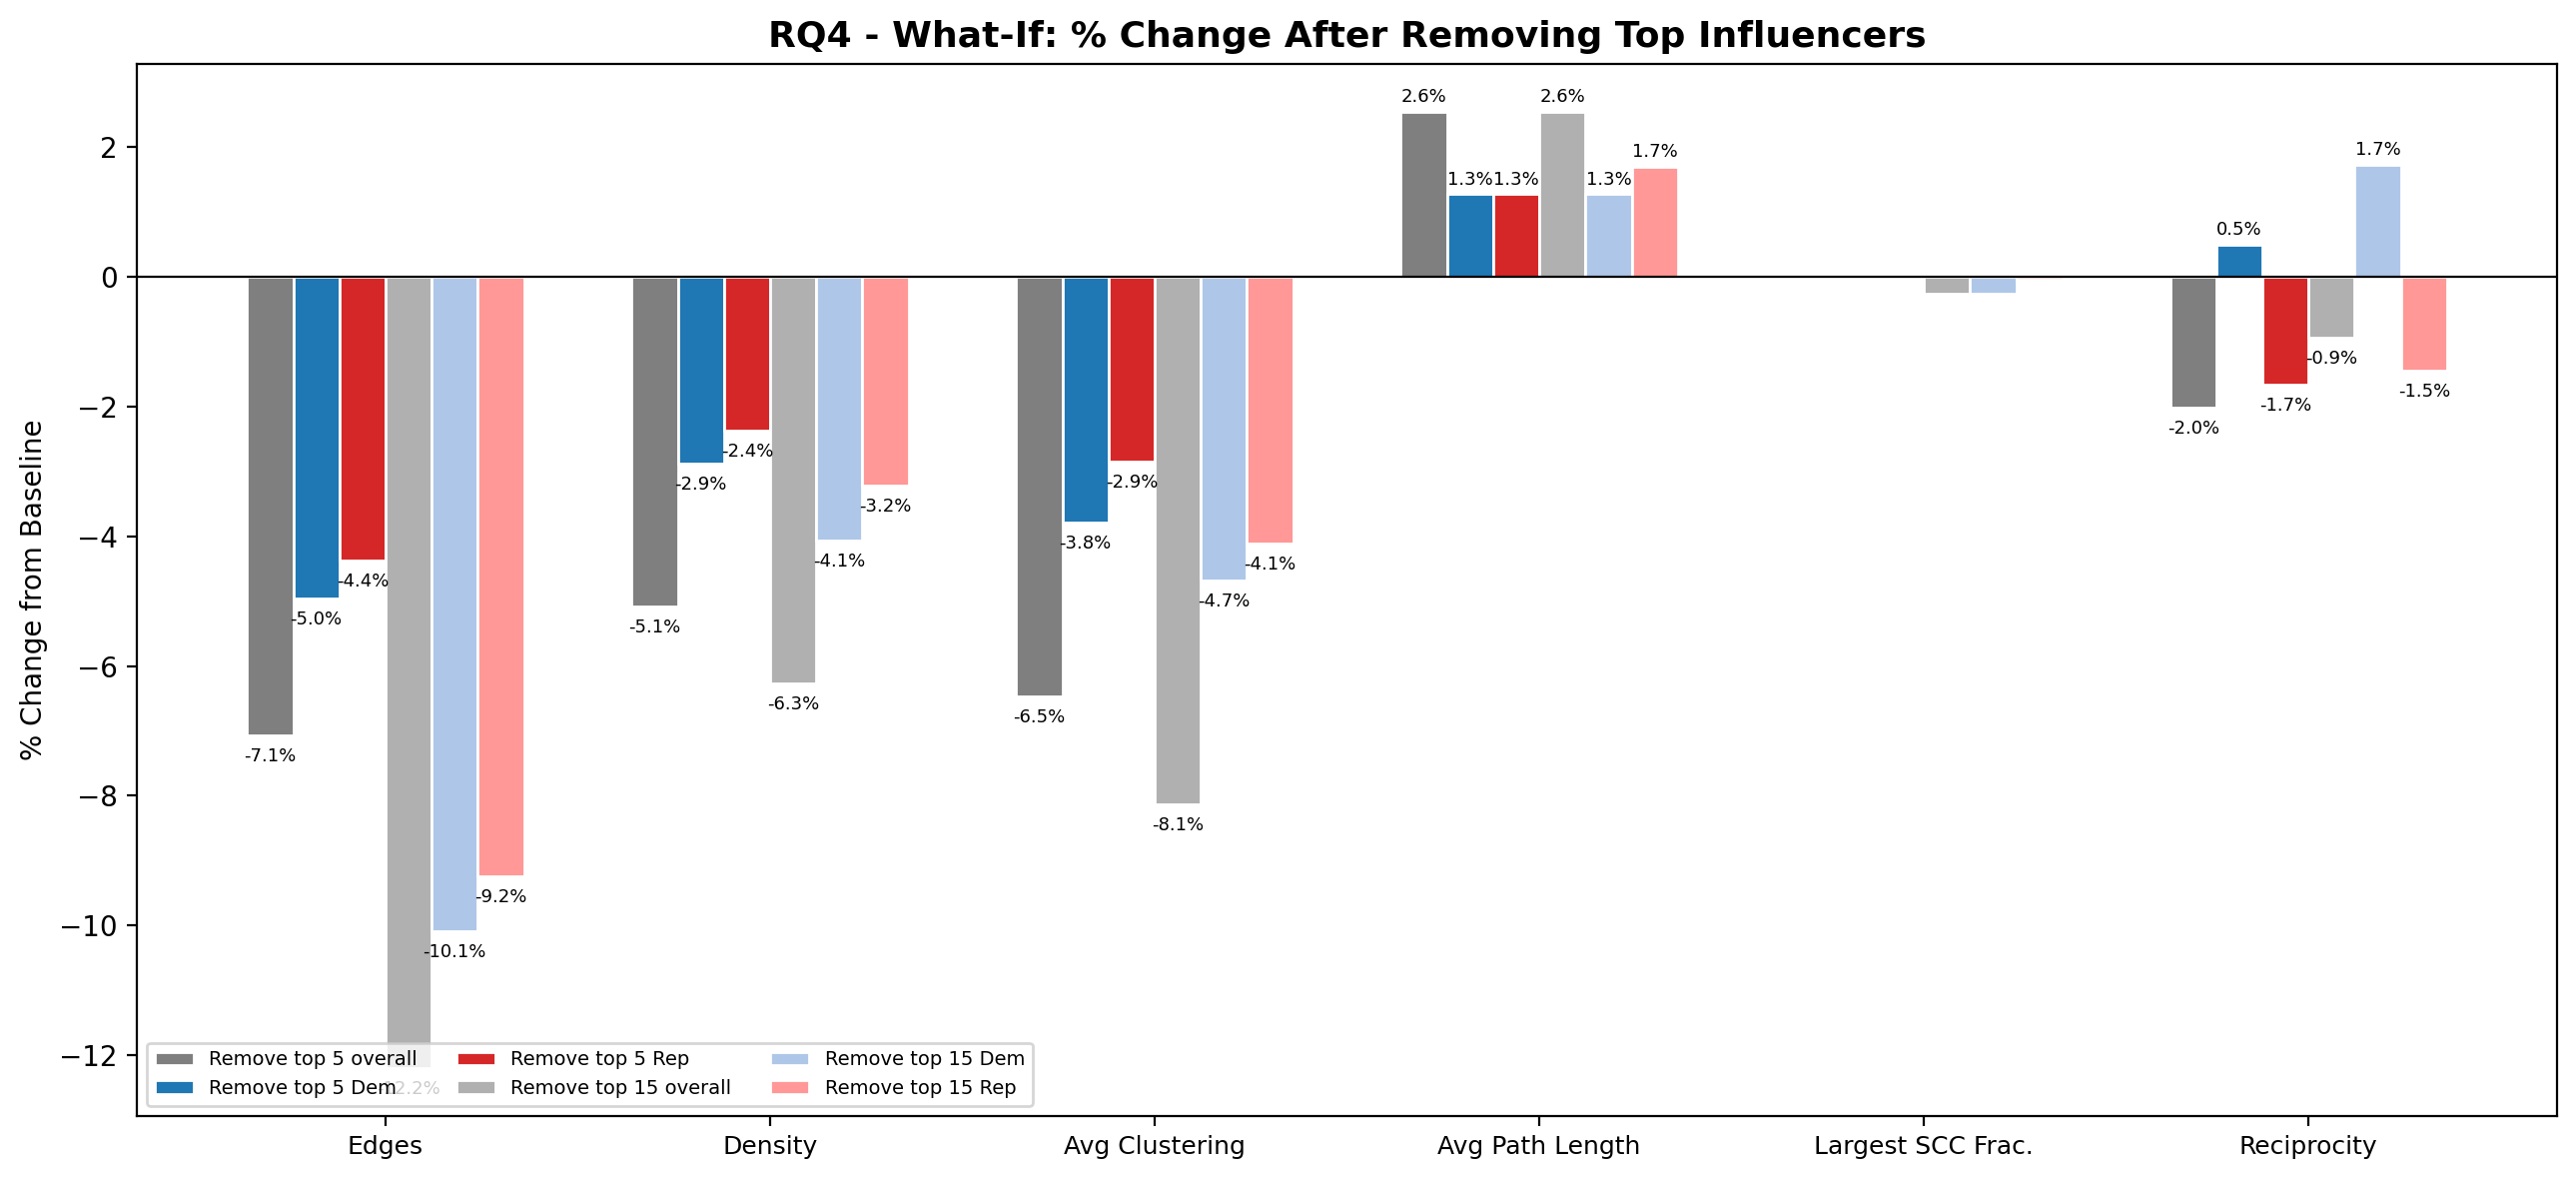 RQ4 - What-If: % Change After Removing Top Influencers
% Change from Baseline
2
0
−2
−4
−6
−8
−10
−12
-7.1%
-5.0%
-4.4%
-12.2%
-10.1%
-9.2%
-5.1%
-2.9%
-2.4%
-6.3%
-4.1%
-3.2%
-6.5%
-3.8%
-2.9%
-8.1%
-4.7%
-4.1%
2.6%
1.3%
1.3%
2.6%
1.3%
1.7%
-2.0%
0.5%
-1.7%
-0.9%
1.7%
-1.5%
Remove top 5 overall
Remove top 5 Dem
Remove top 5 Rep
Remove top 15 overall
Remove top 15 Dem
Remove top 15 Rep
Edges
Density
Avg Clustering
Avg Path Length
Largest SCC Frac.
Reciprocity